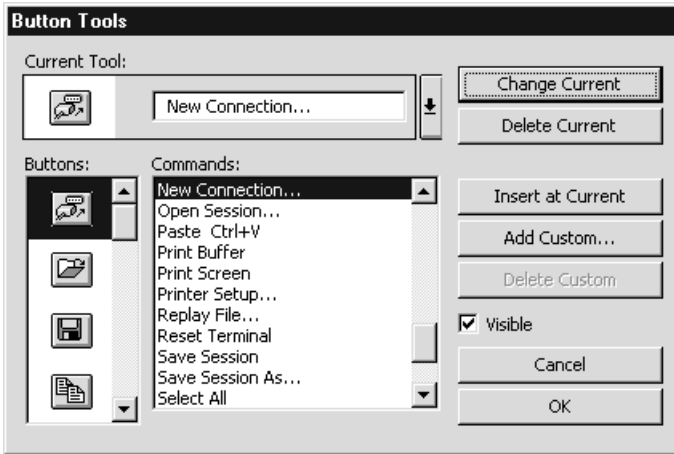 Button Tools
Current Tool:
New Connection...
Change Current
Delete Current
Buttons:
Commands:
New Connection...
Open Session...
Paste  Ctrl+V
Print Buffer
Print Screen
Printer Setup...
Replay File...
Reset Terminal
Save Session
Save Session As...
Select All
Insert at Current
Add Custom...
Delete Custom
Visible
Cancel
OK